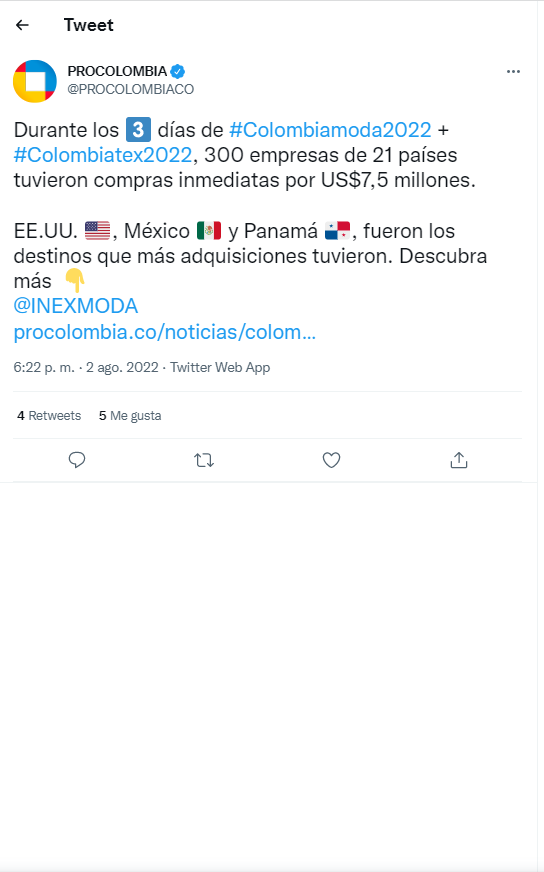 Tweet
PROCOLOMBIA
@PROCOLOMBIACO
Durante los 3️⃣ días de #Colombiamoda2022 +
#Colombiatex2022, 300 empresas de 21 países
tuvieron compras inmediatas por US$7,5 millones.
EE.UU. 🇺🇸, México 🇲🇽 y Panamá 🇵🇦, fueron los
destinos que más adquisiciones tuvieron. Descubra
más 👇
@INEXMODA
procolombia.co/noticias/colom...
6:22 p. m. · 2 ago. 2022 · Twitter Web App
4 Retweets 5 Me gusta